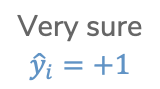 Very sure
ŷᵢ = +1